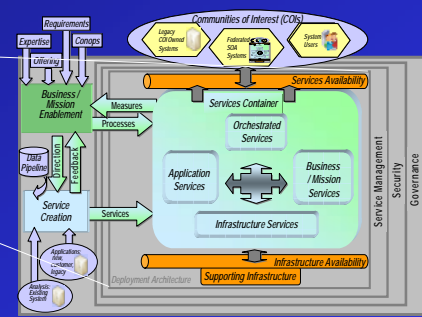 Communities of Interest (COIs)
Requirements
Expertise
Conops
Offering
Legacy
COI Owned
Systems
Federated
SOA
Systems
System
Users
Business /
Mission
Enablement
Services Availability
Measures
Processes
Services Container
Orchestrated
Services
Application
Services
Business
/ Mission
Services
Infrastructure Services
Data
Pipeline
Direction
Feedback
Service
Creation
Services
Infrastructure Availability
Supporting Infrastructure
Deployment Architecture
Applications:
new,
customer,
legacy
Analysis:
Existing
System
Service Management
Security
Governance